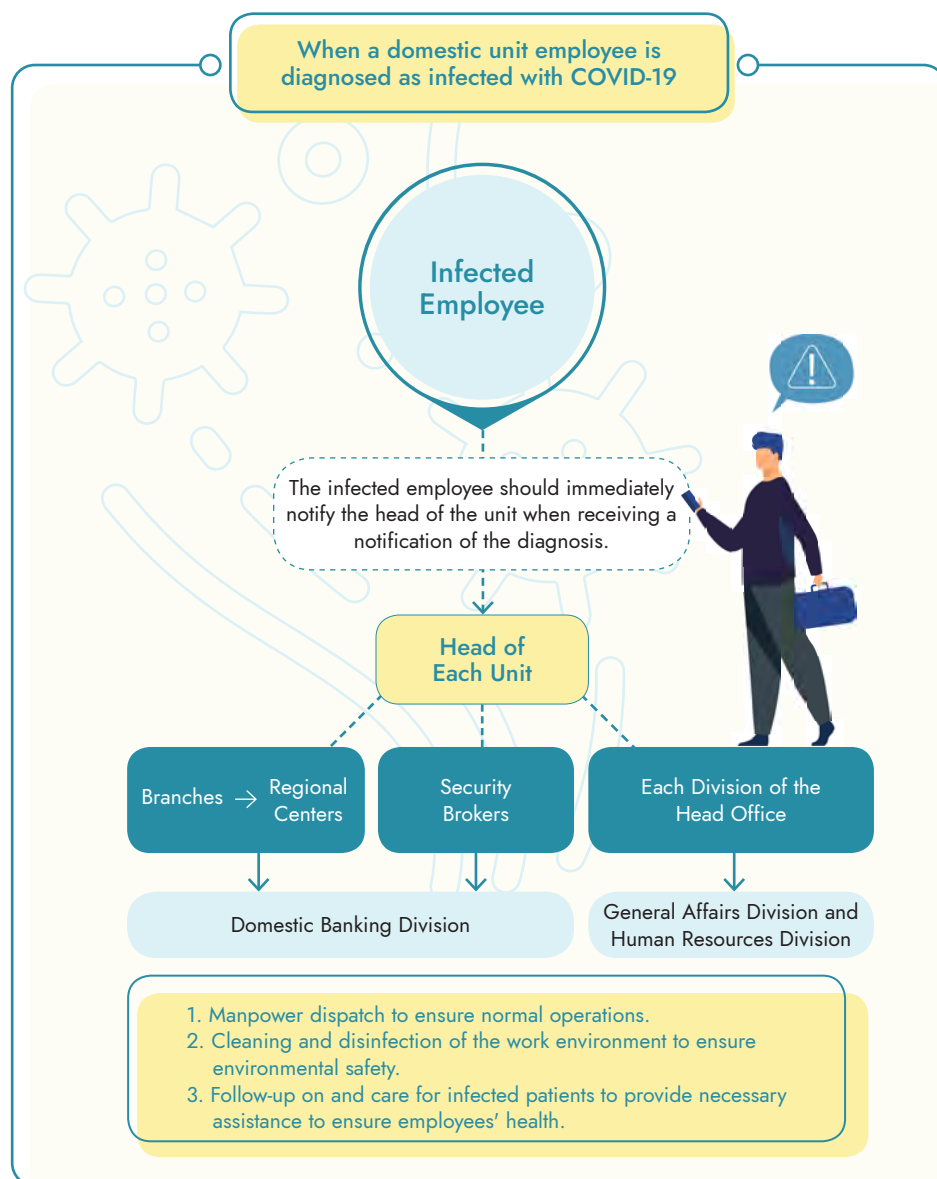 When a domestic unit employee is
diagnosed as infected with COVID-19
Infected
Employee
The infected employee should immediately
notify the head of the unit when receiving a
notification of the diagnosis.
Head of
Each Unit
Branches → Regional
Centers
Security
Brokers
Each Division of the
Head Office
Domestic Banking Division
General Affairs Division and
Human Resources Division
1. Manpower dispatch to ensure normal operations.
2. Cleaning and disinfection of the work environment to ensure
environmental safety.
3. Follow-up on and care for infected patients to provide necessary
assistance to ensure employees' health.